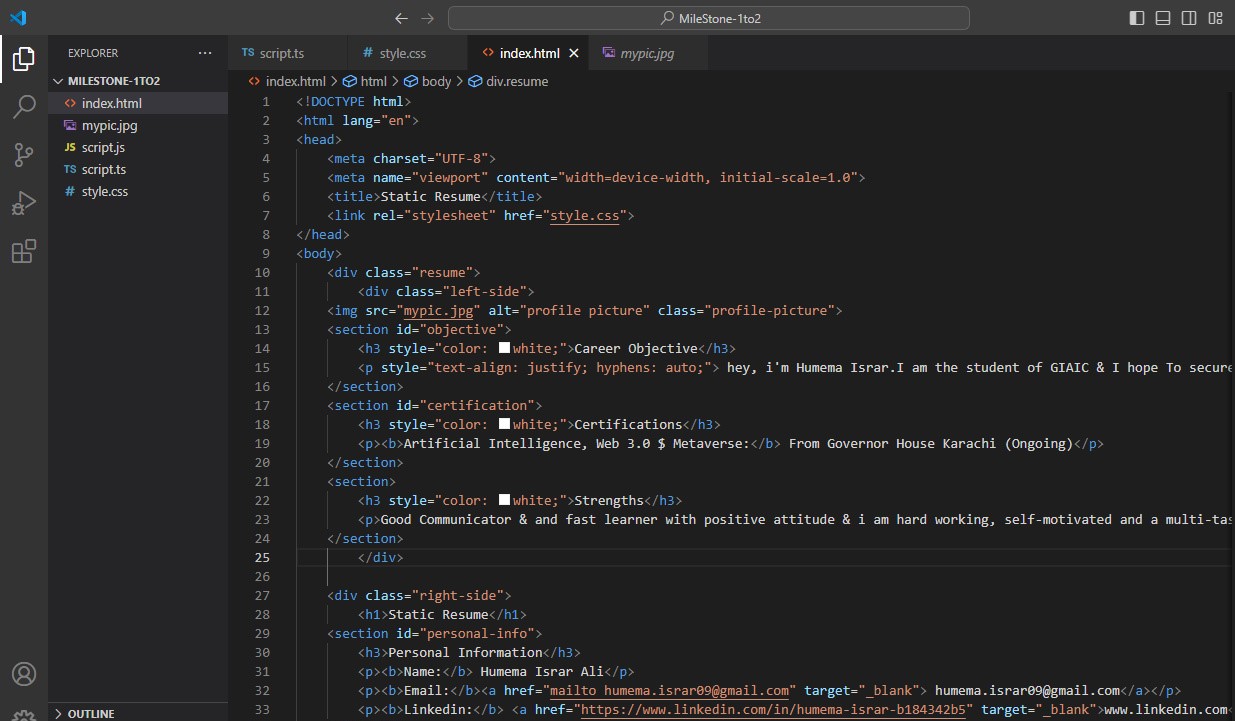 MileStone-1to2
EXPLORER
MILESTONE-1TO2
index.html
mypic.jpg
JS script.js
TS script.ts
# style.css
OUTLINE
TS script.ts
# style.css
index.html
mypic.jpg
index.html > html > body > div.resume
1 <!DOCTYPE html>
2 <html lang="en">
3 <head>
4 <meta charset="UTF-8">
5 <meta name="viewport" content="width=device-width, initial-scale=1.0">
6 <title>Static Resume</title>
7 <link rel="stylesheet" href="style.css">
8 </head>
9 <body>
10 <div class="resume">
11 <div class="left-side">
12 <img src="mypic.jpg" alt="profile picture" class="profile-picture">
13 <section id="objective">
14 <h3 style="color: white;">Career Objective</h3>
15 <p style="text-align: justify; hyphens: auto;"> hey, i'm Humema Israr.I am the student of GIAIC & I hope To secure
16 </section>
17 <section id="certification">
18 <h3 style="color: white;">Certifications</h3>
19 <p><b>Artificial Intelligence, Web 3.0 $ Metaverse:</b> From Governor House Karachi (Ongoing)</p>
20 </section>
21 <section>
22 <h3 style="color: white;">Strengths</h3>
23 <p>Good Communicator & and fast learner with positive attitude & i am hard working, self-motivated and a multi-tas
24 </section>
25 </div>
26
27 <div class="right-side">
28 <h1>Static Resume</h1>
29 <section id="personal-info">
30 <h3>Personal Information</h3>
31 <p><b>Name:</b> Humema Israr Ali</p>
32 <p><b>Email:</b><a href="mailto humema.israr09@gmail.com" target="_blank"> humema.israr09@gmail.com</a></p>
33 <p><b>Linkedin:</b> <a href="https://www.linkedin.com/in/humema-israr-b184342b5" target="_blank">www.linkedin.com